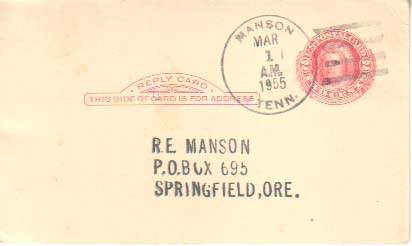 MANSON
MAR
1
A.M.
1955
TENN.
REPLY CARD
THIS SIDE OF CARD IS FOR ADDRESS
R.E. MANSON
P.O.BOX 695
SPRINGFIELD,ORE.